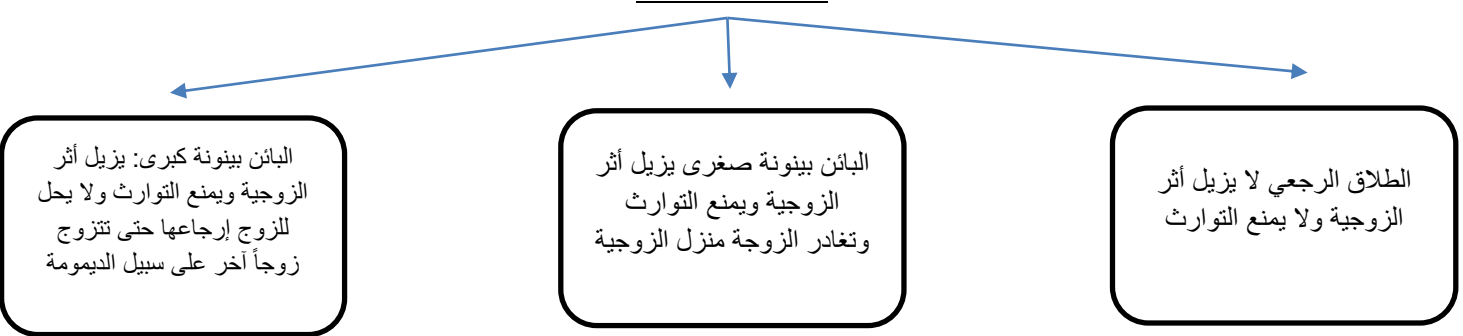 الطلاق الرجعي لا يزيل أثر
الزوجية ولا يمنع التوارث
البائن بينونة صغرى يزيل أثر
الزوجية ويمنع التوارث
وتغادر الزوجة منزل الزوجية
البائن بينونة كبرى: يزيل أثر
الزوجية ويمنع التوارث ولا يحل
للزوج إرجاعها حتى تتزوج
زوجاً آخر على سبيل الديمومة